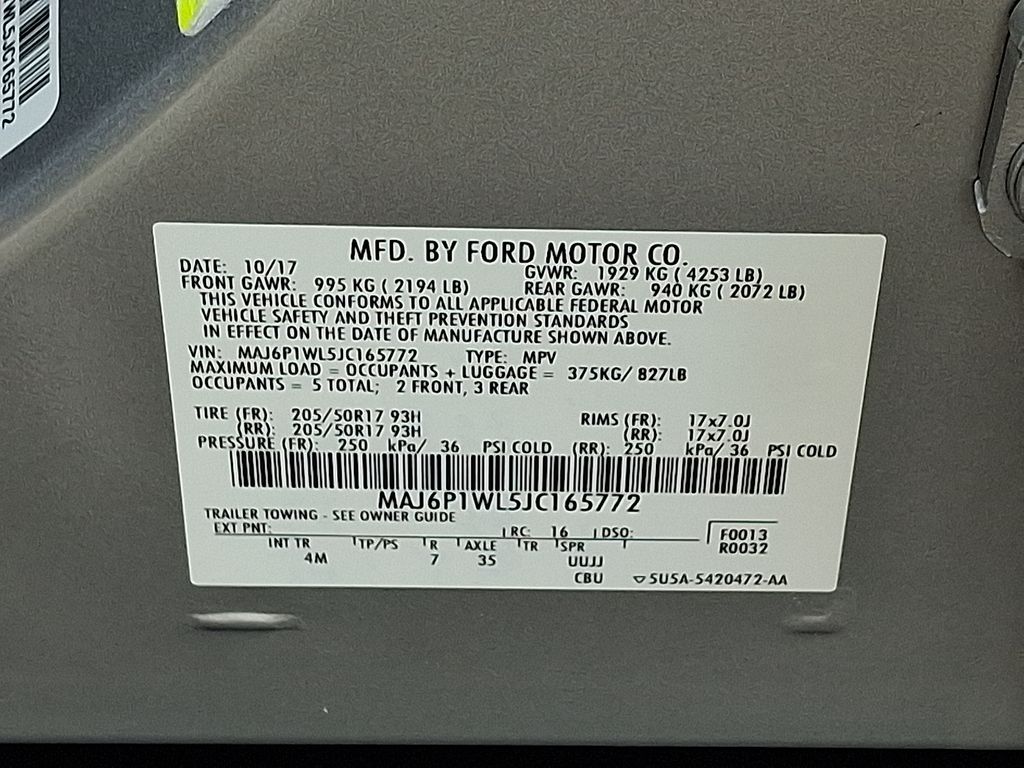 WL5JC165772
MFD. BY FORD MOTOR CO.
DATE: 10/17 GVWR: 1929 KG ( 4253 LB)
FRONT GAWR: 995 KG ( 2194 LB) REAR GAWR: 940 KG ( 2072 LB)
THIS VEHICLE CONFORMS TO ALL APPLICABLE FEDERAL MOTOR
VEHICLE SAFETY AND THEFT PREVENTION STANDARDS
IN EFFECT ON THE DATE OF MANUFACTURE SHOWN ABOVE.
VIN: MAJ6P1WL5JC165772 TYPE: MPV
MAXIMUM LOAD = OCCUPANTS + LUGGAGE = 375KG/ 827LB
OCCUPANTS = 5 TOTAL; 2 FRONT, 3 REAR
TIRE (FR): 205/50R17 93H RIMS (FR): 17x7.0J
(RR): 205/50R17 93H (RR): 17x7.0J
PRESSURE (FR): 250 kPa/ 36 PSI COLD (RR): 250 kPa/ 36 PSI COLD
MAJ6P1WL5JC165772
TRAILER TOWING - SEE OWNER GUIDE
EXT PNT: RC: 16 DSO: F0013
INT TR TP/PS R AXLE TR SPR R0032
4M 7 35 UUJJ
CBU 5U5A-5420472-AA